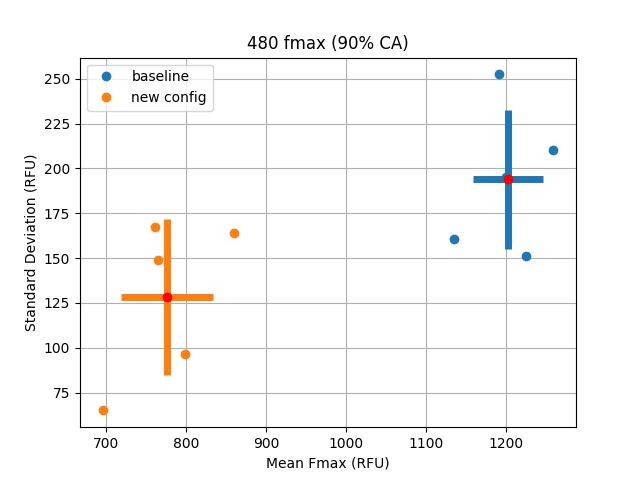 480 fmax (90% CA)
baseline
new config
Standard Deviation (RFU)
250
225
200
175
150
125
100
75
700 800 900 1000 1100 1200
Mean Fmax (RFU)